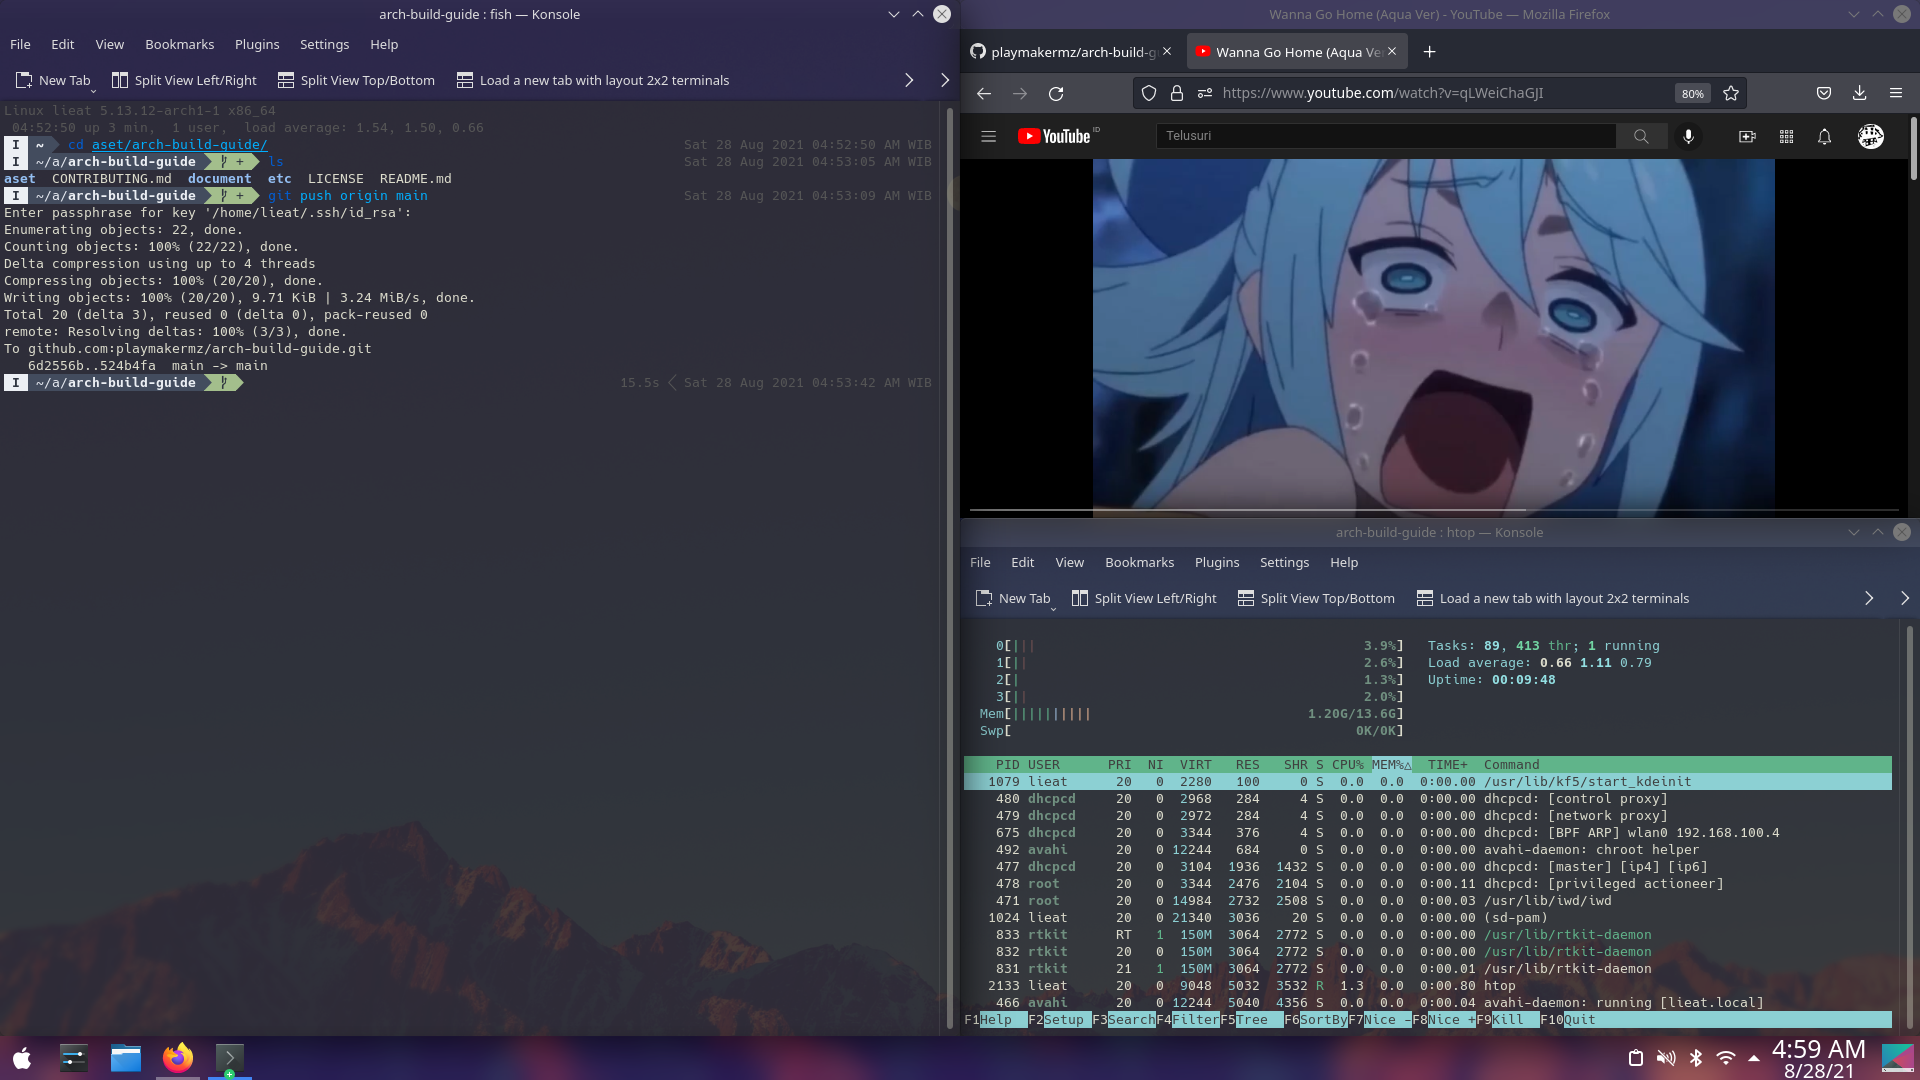 arch-build-guide : fish — Konsole
File Edit View Bookmarks Plugins Settings Help
New Tab Split View Left/Right Split View Top/Bottom Load a new tab with layout 2x2 terminals
Linux lieat 5.13.12-arch1-1 x86_64
04:52:50 up 3 min, 1 user, load average: 1.54, 1.50, 0.66
I ~ cd aset/arch-build-guide/ Sat 28 Aug 2021 04:52:50 AM WIB
I ~/a/arch-build-guide + ls Sat 28 Aug 2021 04:53:05 AM WIB
aset CONTRIBUTING.md document etc LICENSE README.md
I ~/a/arch-build-guide + git push origin main Sat 28 Aug 2021 04:53:09 AM WIB
Enter passphrase for key '/home/lieat/.ssh/id_rsa':
Enumerating objects: 22, done.
Counting objects: 100% (22/22), done.
Delta compression using up to 4 threads
Compressing objects: 100% (20/20), done.
Writing objects: 100% (20/20), 9.71 KiB | 3.24 MiB/s, done.
Total 20 (delta 3), reused 0 (delta 0), pack-reused 0
remote: Resolving deltas: 100% (3/3), done.
To github.com:playmakermz/arch-build-guide.git
6d2556b..524b4fa main -> main
I ~/a/arch-build-guide 15.5s Sat 28 Aug 2021 04:53:42 AM WIB
Wanna Go Home (Aqua Ver) - YouTube — Mozilla Firefox
playmakermz/arch-build-g Wanna Go Home (Aqua Ve
https://www.youtube.com/watch?v=qLWeiChaGJI 80%
YouTube ID Telusuri
arch-build-guide : htop — Konsole
File Edit View Bookmarks Plugins Settings Help
New Tab Split View Left/Right Split View Top/Bottom Load a new tab with layout 2x2 terminals
0[||| 3.9%] Tasks: 89, 413 thr; 1 running
1[|| 2.6%] Load average: 0.66 1.11 0.79
2[| 1.3%] Uptime: 00:09:48
3[|| 2.0%]
Mem[|||||||||| 1.20G/13.6G]
Swp[ 0K/0K]
PID USER PRI NI VIRT RES SHR S CPU% MEM%△ TIME+ Command
1079 lieat 20 0 2280 100 0 S 0.0 0.0 0:00.00 /usr/lib/kf5/start_kdeinit
480 dhcpcd 20 0 2968 284 4 S 0.0 0.0 0:00.00 dhcpcd: [control proxy]
479 dhcpcd 20 0 2972 284 4 S 0.0 0.0 0:00.00 dhcpcd: [network proxy]
675 dhcpcd 20 0 3344 376 4 S 0.0 0.0 0:00.00 dhcpcd: [BPF ARP] wlan0 192.168.100.4
492 avahi 20 0 12244 684 0 S 0.0 0.0 0:00.00 avahi-daemon: chroot helper
477 dhcpcd 20 0 3104 1936 1432 S 0.0 0.0 0:00.00 dhcpcd: [master] [ip4] [ip6]
478 root 20 0 3344 2476 2104 S 0.0 0.0 0:00.11 dhcpcd: [privileged actioneer]
471 root 20 0 14984 2732 2508 S 0.0 0.0 0:00.03 /usr/lib/iwd/iwd
1024 lieat 20 0 21340 3036 20 S 0.0 0.0 0:00.00 (sd-pam)
833 rtkit RT 1 150M 3064 2772 S 0.0 0.0 0:00.00 /usr/lib/rtkit-daemon
832 rtkit 20 0 150M 3064 2772 S 0.0 0.0 0:00.00 /usr/lib/rtkit-daemon
831 rtkit 21 1 150M 3064 2772 S 0.0 0.0 0:00.01 /usr/lib/rtkit-daemon
2133 lieat 20 0 9048 5032 3532 R 1.3 0.0 0:00.80 htop
466 avahi 20 0 12244 5040 4356 S 0.0 0.0 0:00.04 avahi-daemon: running [lieat.local]
F1Help F2Setup F3SearchF4FilterF5Tree F6SortByF7Nice -F8Nice +F9Kill F10Quit
4:59 AM
8/28/21